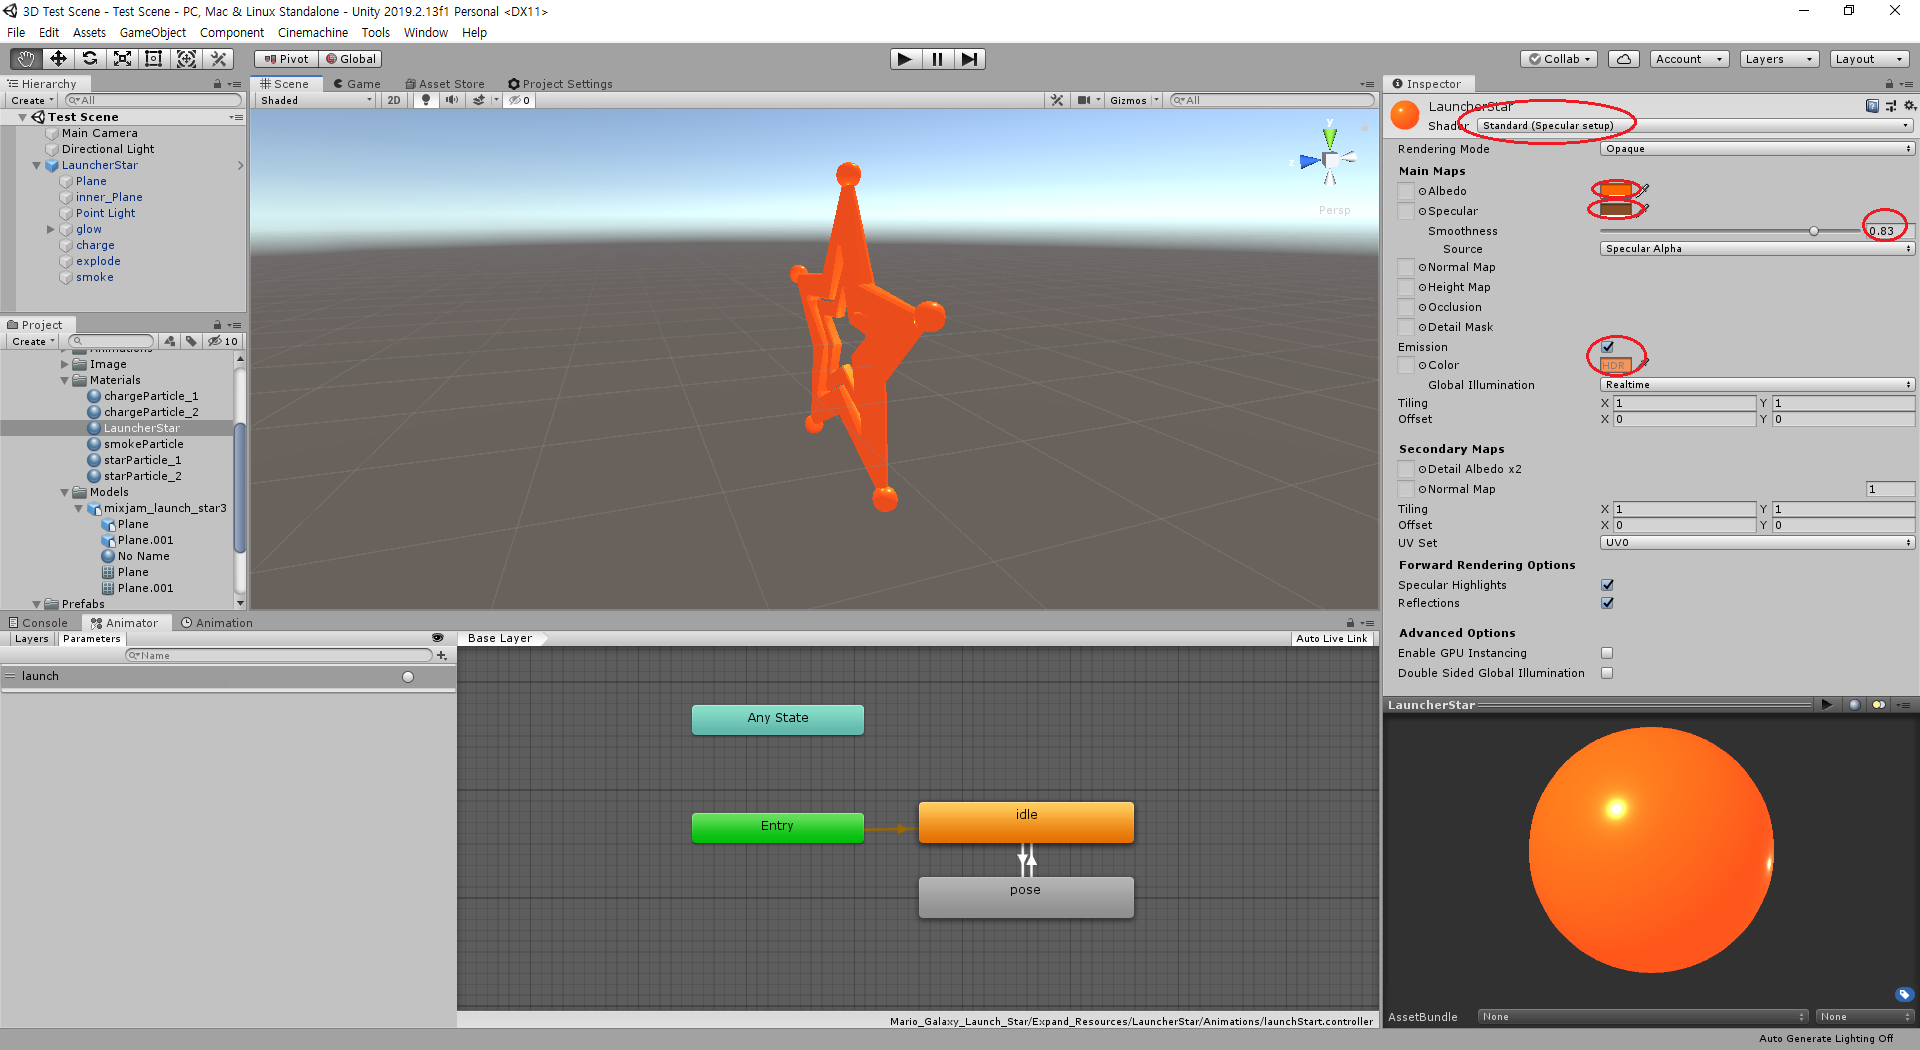 3D Test Scene - Test Scene - PC, Mac & Linux Standalone - Unity 2019.2.13f1 Personal <DX11>
File Edit Assets GameObject Component Cinemachine Tools Window Help
Pivot Global Collab Account Layers Layout
Hierarchy
Create All
Test Scene
Main Camera
Directional Light
LauncherStar
Plane
inner_Plane
Point Light
glow
charge
explode
smoke
Project
Create 10
Animations
Image
Materials
chargeParticle_1
chargeParticle_2
LauncherStar
smokeParticle
starParticle_1
starParticle_2
Models
mixjam_launch_star3
Plane
Plane.001
No Name
Plane
Plane.001
Prefabs
Scene Game Asset Store Project Settings
Shaded 2D 0 Gizmos All
y
z
Persp
Console Animator Animation
Layers Parameters
Name
launch
Base Layer Auto Live Link
Any State
Entry
idle
pose
Mario_Galaxy_Launch_Star/Expand_Resources/LauncherStar/Animations/launchStart.controller
Inspector
LauncherStar
Shader Standard (Specular setup)
Rendering Mode Opaque
Main Maps
Albedo
Specular
Smoothness 0.83
Source Specular Alpha
Normal Map
Height Map
Occlusion
Detail Mask
Emission
Color HDR
Global Illumination Realtime
Tiling X 1 Y 1
Offset X 0 Y 0
Secondary Maps
Detail Albedo x2
Normal Map 1
Tiling X 1 Y 1
Offset X 0 Y 0
UV Set UV0
Forward Rendering Options
Specular Highlights
Reflections
Advanced Options
Enable GPU Instancing
Double Sided Global Illumination
LauncherStar
AssetBundle None None
Auto Generate Lighting Off